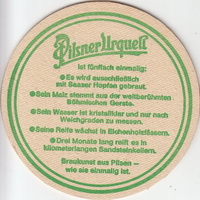 Pilsner Urquell
ist fünffach einmalig:
Es wird ausschließlich
mit Saazer Hopfen gebraut.
Sein Malz stammt aus der weltberühmten
Böhmischen Gerste.
Sein Wasser ist kristallklar und nur nach
Weichgraden zu messen.
Seine Reife wächst in Eichenholzfässern.
Drei Monate lang reift es in
kilometerlangen Sandsteinkellern.
Braukunst aus Pilsen –
wie sie einmalig ist.